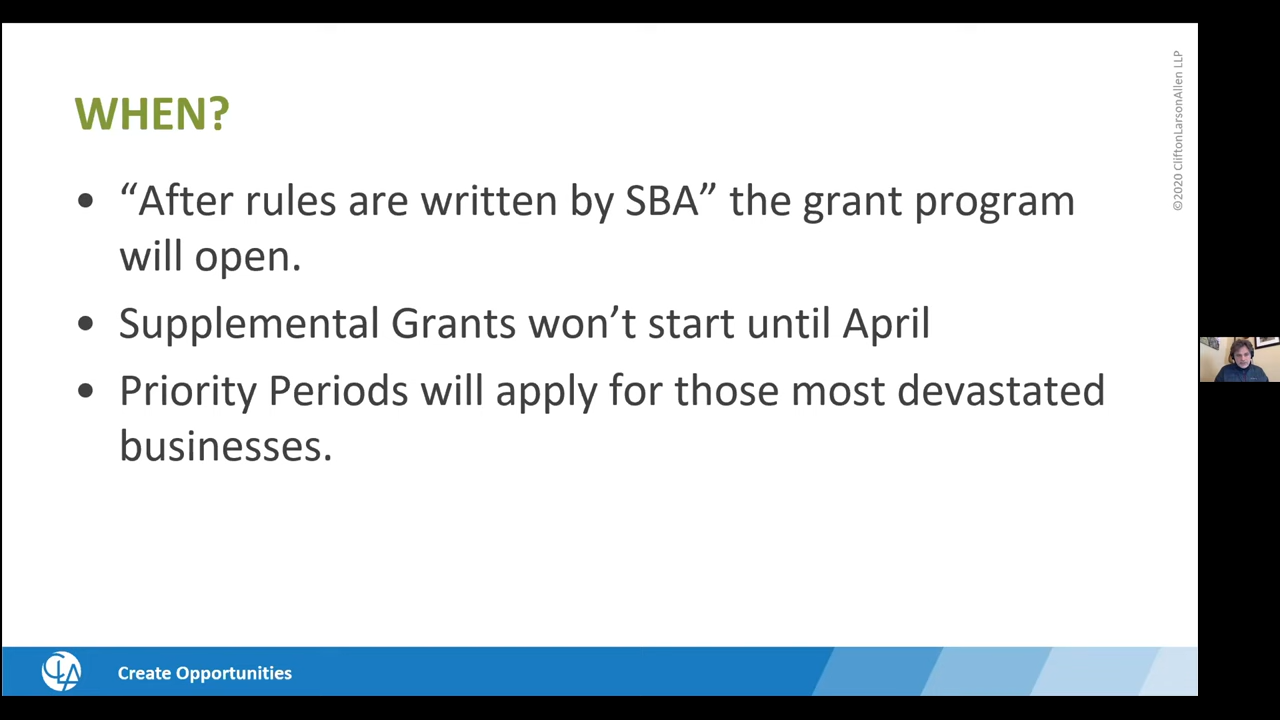 WHEN?
• “After rules are written by SBA” the grant program
will open.
• Supplemental Grants won’t start until April
• Priority Periods will apply for those most devastated
businesses.
©2020 CliftonLarsonAllen LLP
CLA
Create Opportunities